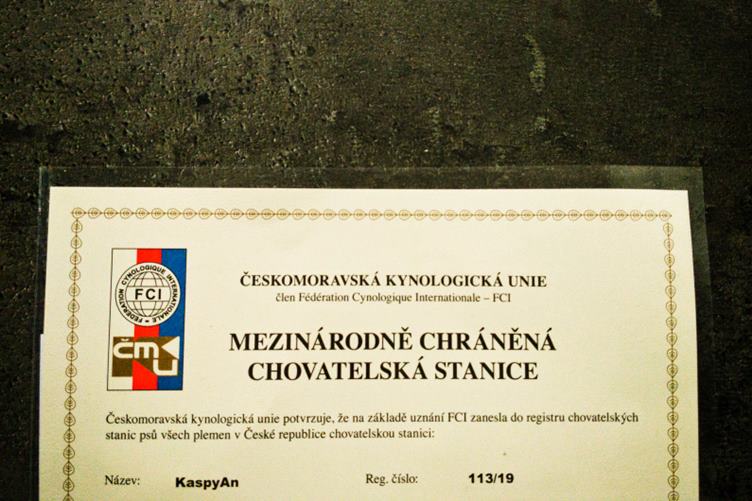 FEDERATION CYNOLOGIQUE INTERNATIONALE
FCI
čmKU
ČESKOMORAVSKÁ KYNOLOGICKÁ UNIE
člen Fédération Cynologique Internationale – FCI
MEZINÁRODNĚ CHRÁNĚNÁ
CHOVATELSKÁ STANICE
Českomoravská kynologická unie potvrzuje, že na základě uznání FCI zanesla do registru chovatelských
stanic psů všech plemen v České republice chovatelskou stanici:
Název: KaspyAn Reg. číslo: 113/19